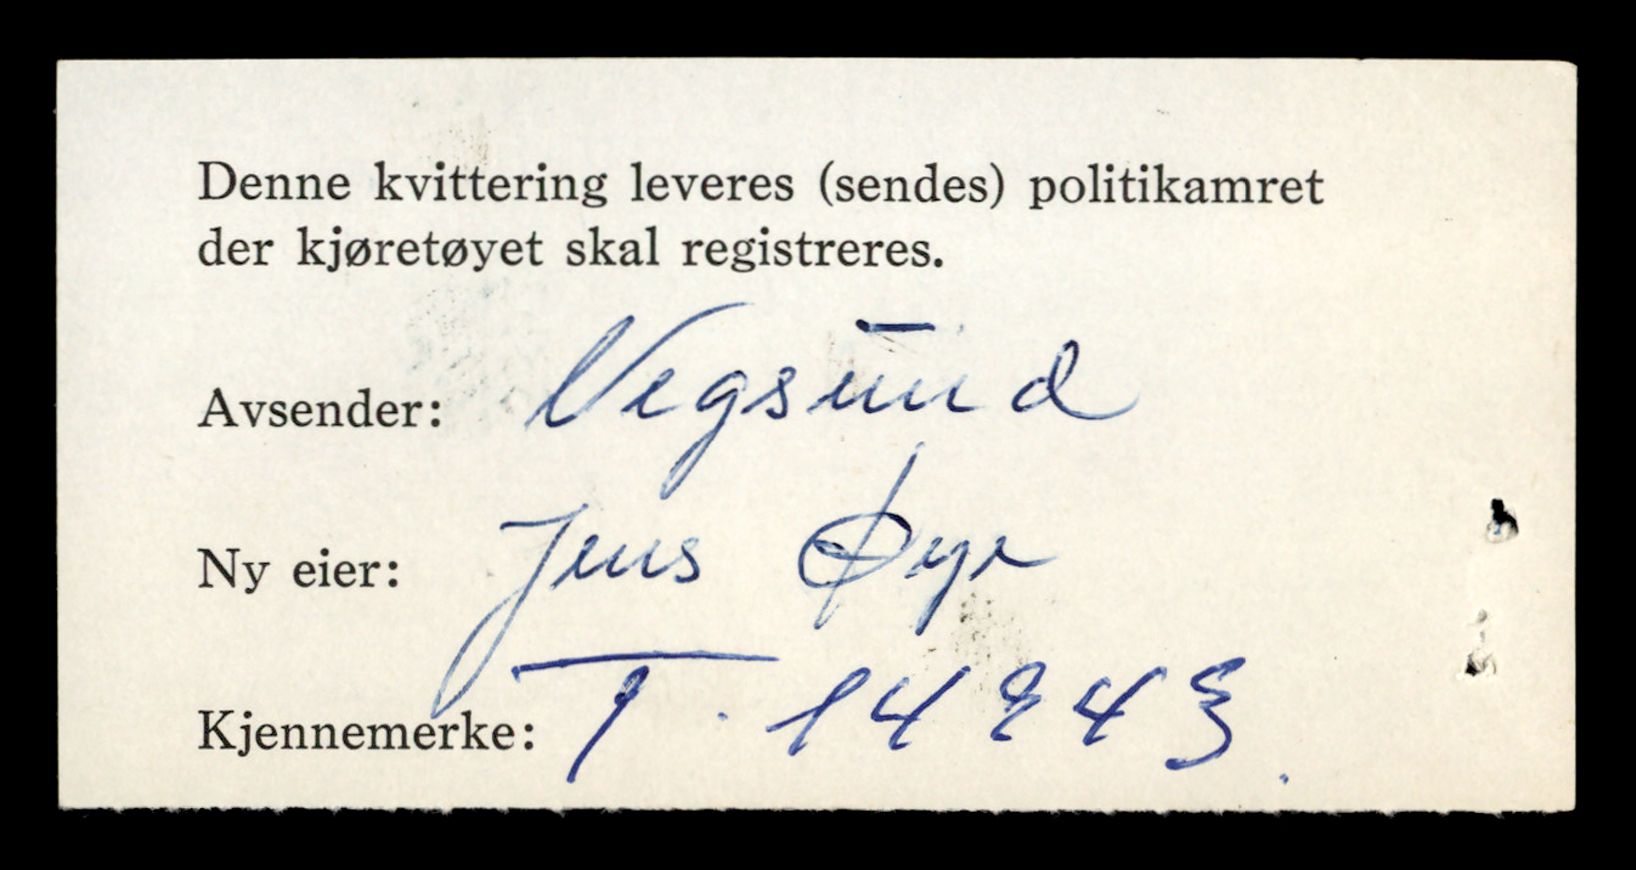 Denne kvittering leveres (sendes) politikamret
der kjøretøyet skal registreres.
Avsender: Vegsund
Ny eier: Jens Øye
Kjennemerke: T. 14243.